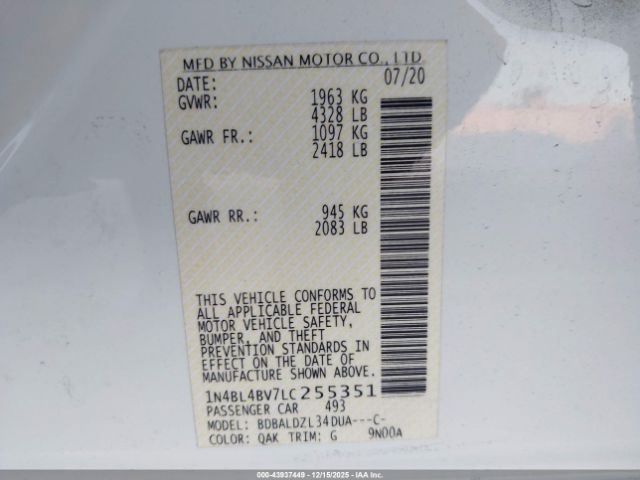 MFD BY NISSAN MOTOR CO., LTD
DATE: 07/20
GVWR: 1963 KG
4328 LB
GAWR FR.: 1097 KG
2418 LB
GAWR RR.: 945 KG
2083 LB
THIS VEHICLE CONFORMS TO
ALL APPLICABLE FEDERAL
MOTOR VEHICLE SAFETY,
BUMPER, AND THEFT
PREVENTION STANDARDS IN
EFFECT ON THE DATE OF
MANUFACTURE SHOWN ABOVE.
1N4BL4BV7LC255351
PASSENGER CAR 493
MODEL: BDBALDZL34DUA---C-
COLOR: QAK TRIM: G 9N00A
000-43937449 | 12/15/2025 - COPYRIGHT © IAA, LLC